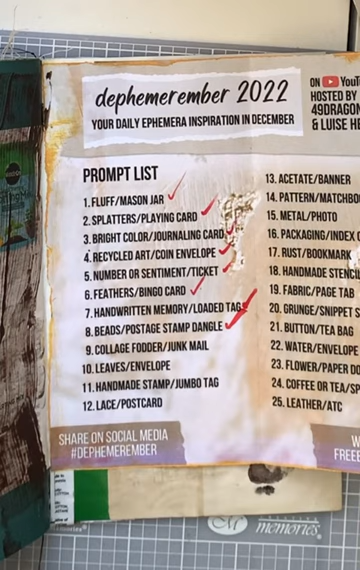 dephemerember 2022
YOUR DAILY EPHEMERA INSPIRATION IN DECEMBER
ON YouT
HOSTED BY
49DRAGON
& LUISE HE
PROMPT LIST
1. FLUFF/MASON JAR
2. SPLATTERS/PLAYING CARD
3. BRIGHT COLOR/JOURNALING CARD
4. RECYCLED ART/COIN ENVELOPE
5. NUMBER OR SENTIMENT/TICKET
6. FEATHERS/BINGO CARD
7. HANDWRITTEN MEMORY/LOADED TAG
8. BEADS/POSTAGE STAMP DANGLE
9. COLLAGE FODDER/JUNK MAIL
10. LEAVES/ENVELOPE
11. HANDMADE STAMP/JUMBO TAG
12. LACE/POSTCARD
13. ACETATE/BANNER
14. PATTERN/MATCHBO
15. METAL/PHOTO
16. PACKAGING/INDEX C
17. RUST/BOOKMARK
18. HANDMADE STENCIL
19. FABRIC/PAGE TAB
20. GRUNGE/SNIPPET S
21. BUTTON/TEA BAG
22. WATER/ENVELOPE
23. FLOWER/PAPER DO
24. COFFEE OR TEA/SP
25. LEATHER/ATC
SHARE ON SOCIAL MEDIA
#DEPHEMEREMBER
W
FREEB
memories